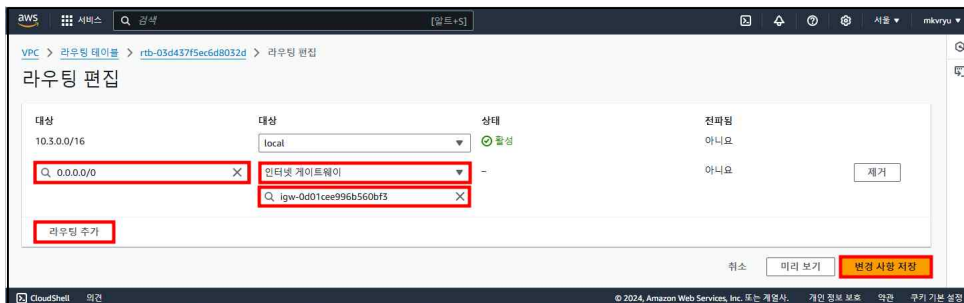 aws 서비스 검색 [알트+S] 서울 ▼ mkvryu ▼
VPC > 라우팅 테이블 > rtb-03d437f5ec6d8032d > 라우팅 편집
라우팅 편집
대상 대상 상태 전파됨
10.3.0.0/16 local 활성 아니요
0.0.0.0/0 인터넷 게이트웨이 – 아니요 제거
igw-0d01cee996b560bf3
라우팅 추가
취소 미리 보기 변경 사항 저장
CloudShell 의견 © 2024, Amazon Web Services, Inc. 또는 계열사. 개인 정보 보호 약관 쿠키 기본 설정